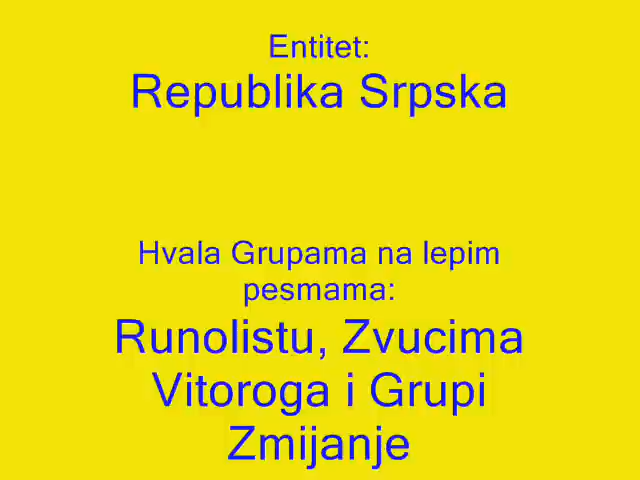 Entitet:
Republika Srpska
Hvala Grupama na lepim
pesmama:
Runolistu, Zvucima
Vitoroga i Grupi
Zmijanje